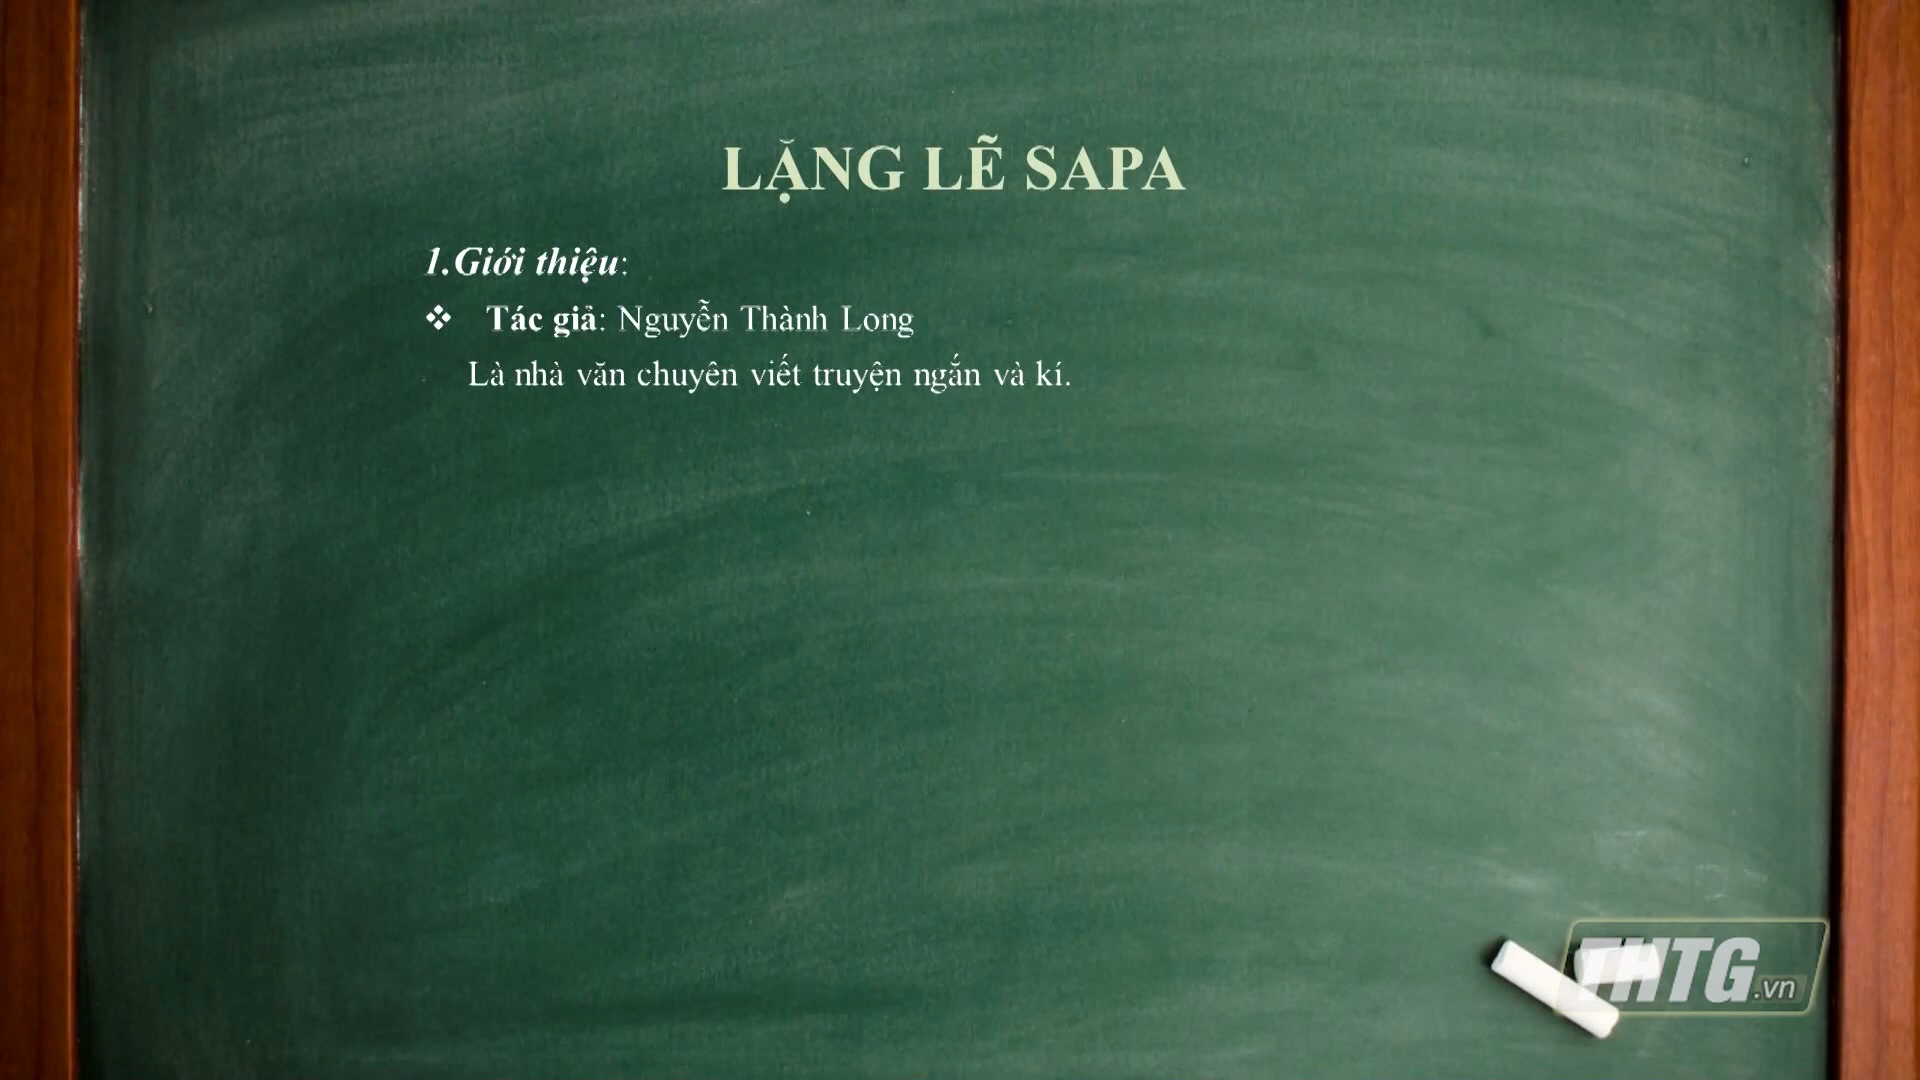 LẶNG LẼ SAPA
1.Giới thiệu:
❖ Tác giả: Nguyễn Thành Long
Là nhà văn chuyên viết truyện ngắn và kí.
THTG.vn